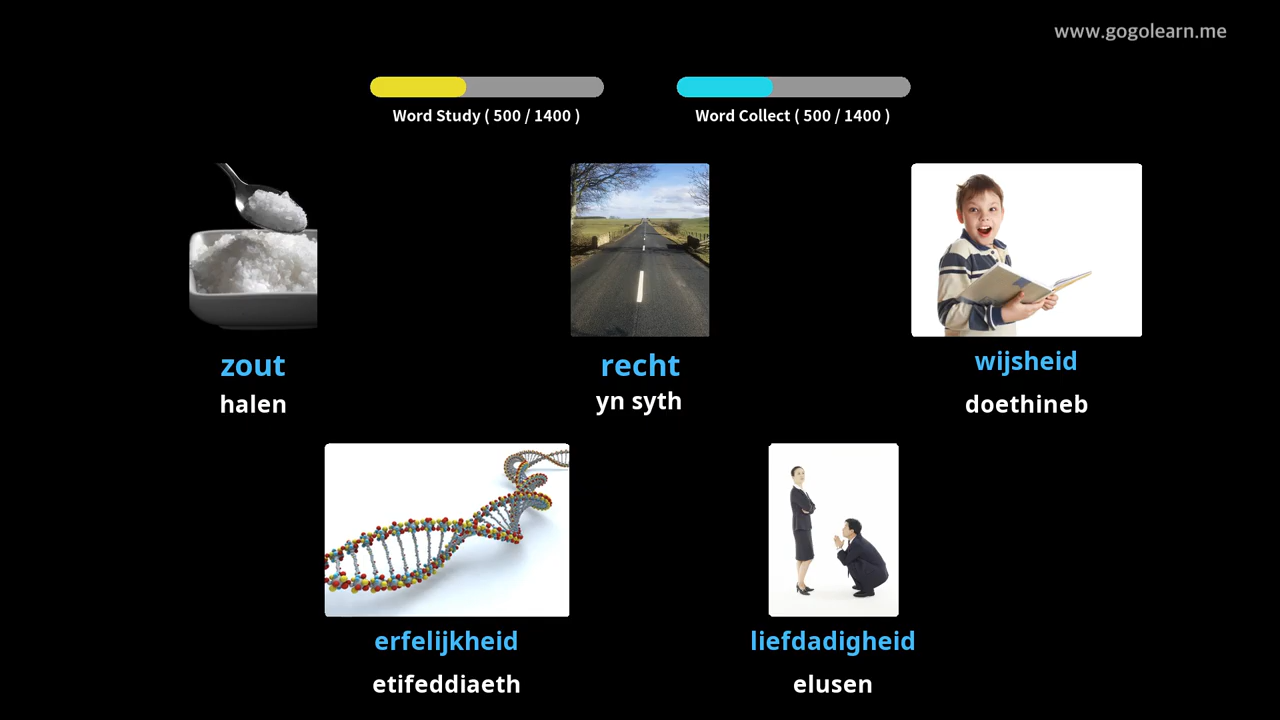 www.gogolearn.me
Word Study ( 500 / 1400 )
Word Collect ( 500 / 1400 )
zout
halen
recht
yn syth
wijsheid
doethineb
erfelijkheid
etifeddiaeth
liefdadigheid
elusen